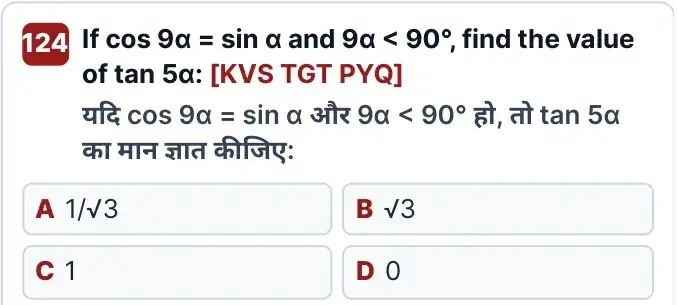 124 If cos 9α = sin α and 9α < 90°, find the value
of tan 5α: [KVS TGT PYQ]
यदि cos 9α = sin α और 9α < 90° हो, तो tan 5α
का मान ज्ञात कीजिए:
A 1/√3
B √3
C 1
D 0